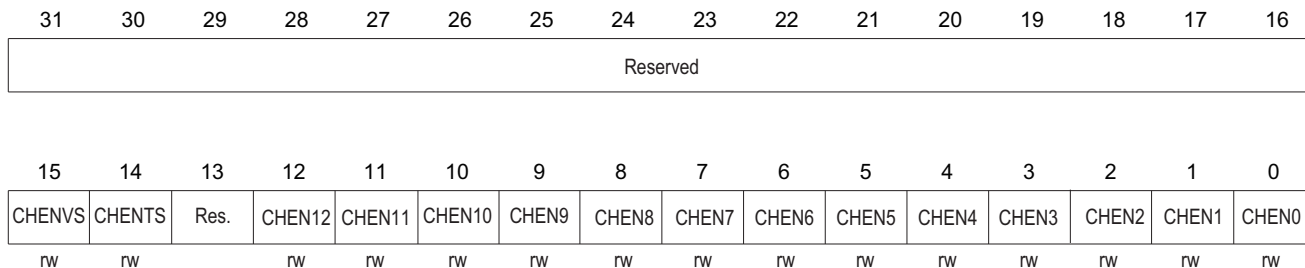 31 30 29 28 27 26 25 24 23 22 21 20 19 18 17 16
Reserved
15 14 13 12 11 10 9 8 7 6 5 4 3 2 1 0
CHENVS CHENTS Res. CHEN12 CHEN11 CHEN10 CHEN9 CHEN8 CHEN7 CHEN6 CHEN5 CHEN4 CHEN3 CHEN2 CHEN1 CHEN0
rw rw rw rw rw rw rw rw rw rw rw rw rw rw rw